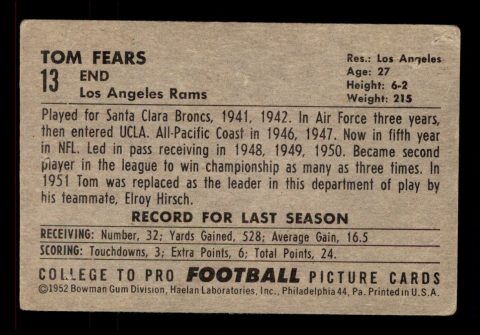 TOM FEARS
13 END
Los Angeles Rams
Res.: Los Angeles
Age: 27
Height: 6-2
Weight: 215
Played for Santa Clara Broncs, 1941, 1942. In Air Force three years,
then entered UCLA. All-Pacific Coast in 1946, 1947. Now in fifth year
in NFL. Led in pass receiving in 1948, 1949, 1950. Became second
player in the league to win championship as many as three times. In
1951 Tom was replaced as the leader in this department of play by
his teammate, Elroy Hirsch.
RECORD FOR LAST SEASON
RECEIVING: Number, 32; Yards Gained, 528; Average Gain, 16.5
SCORING: Touchdowns, 3; Extra Points, 6; Total Points, 24.
COLLEGE TO PRO FOOTBALL PICTURE CARDS
©1952 Bowman Gum Division, Haelan Laboratories, Inc., Philadelphia 44, Pa. Printed in U.S.A.